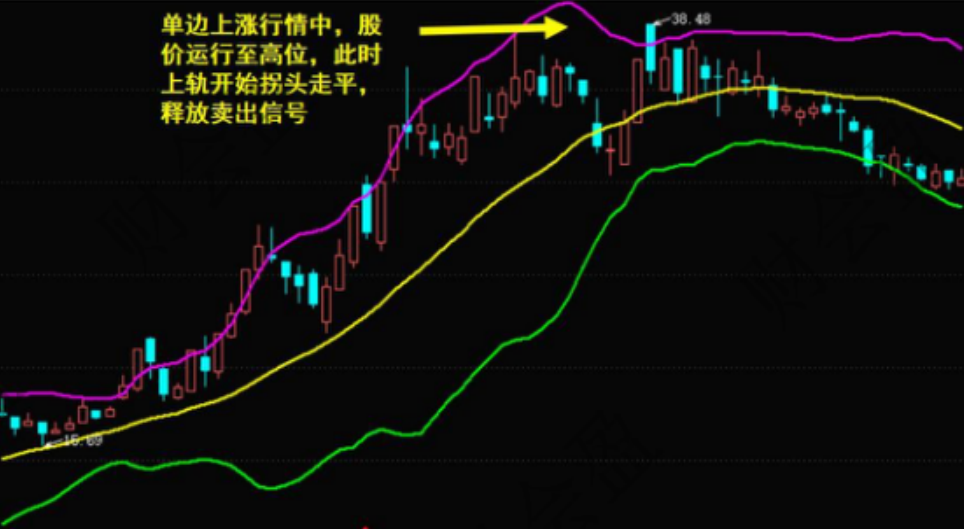 单边上涨行情中，股
价运行至高位，此时
上轨开始拐头走平，
释放卖出信号
38.48
15.69